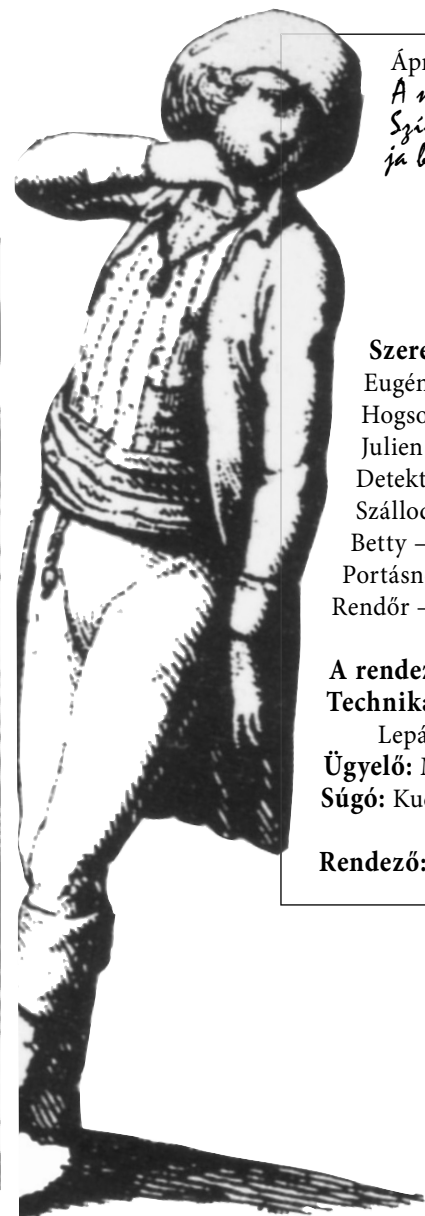 Ápr
A
Szí
ja b
Szere
Eugén
Hogso
Julien
Detekt
Szálloc
Betty –
Portásn
Rendőr –
A rendez
Technika
Lepá
Ügyelő:
Súgó: Kuc
Rendező: